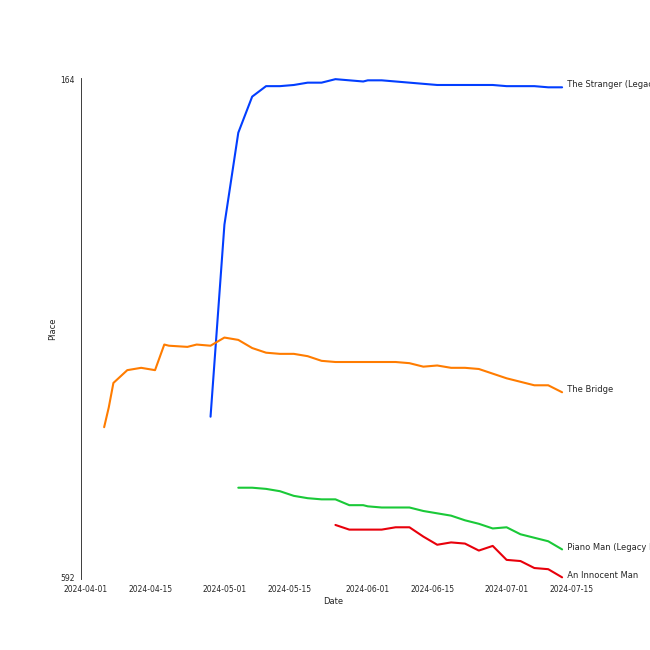 164
The Stranger (Legac
Place
The Bridge
Piano Man (Legacy
An Innocent Man
592
2024-04-01 2024-04-15 2024-05-01 2024-05-15 2024-06-01 2024-06-15 2024-07-01 2024-07-15
Date